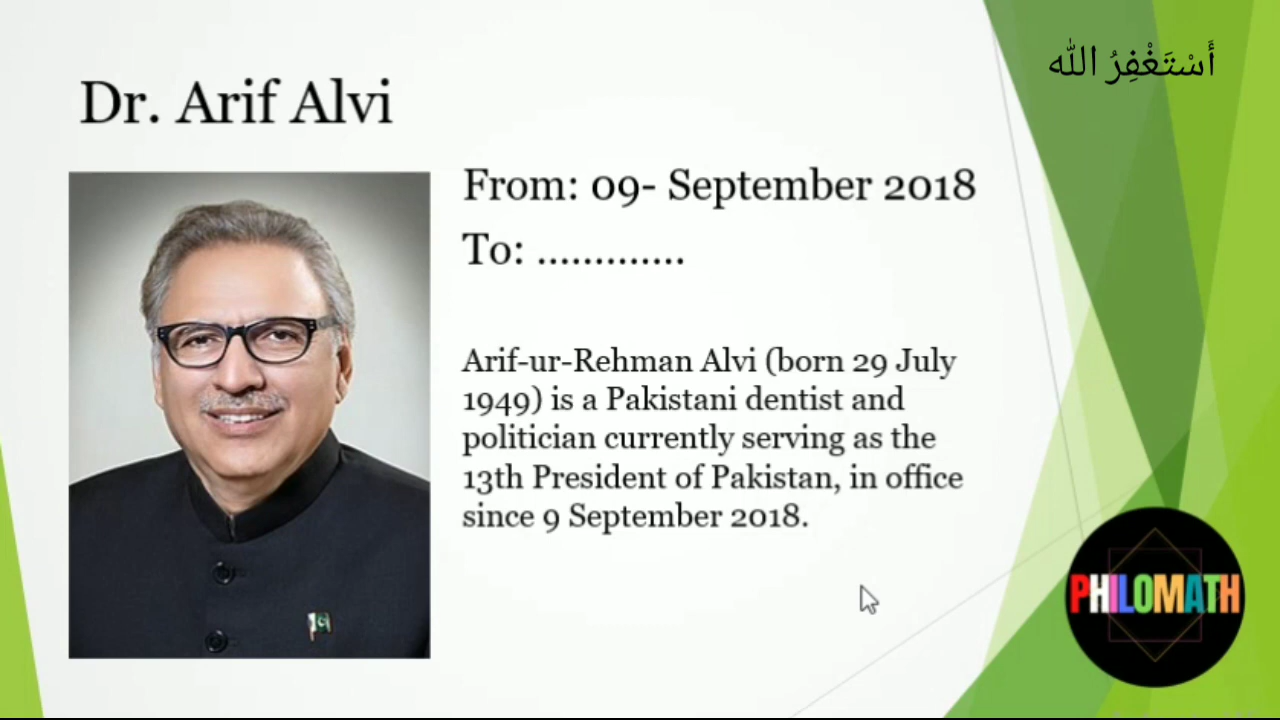 أَسْتَغْفِرُ الله
Dr. Arif Alvi
From: 09- September 2018
To: .............
Arif-ur-Rehman Alvi (born 29 July
1949) is a Pakistani dentist and
politician currently serving as the
13th President of Pakistan, in office
since 9 September 2018.
PHILOMATH